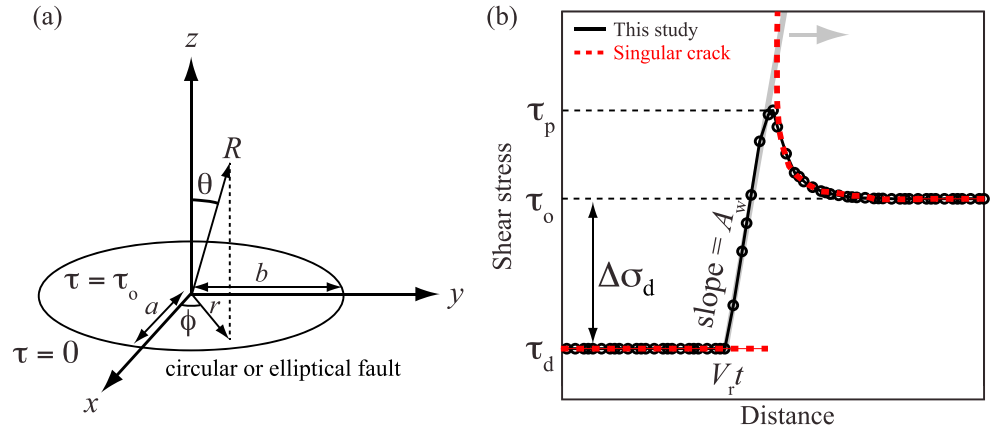 (a)
z
R
θ
τ = τo
b
y
a
r
ϕ
τ = 0
circular or elliptical fault
x
(b)
This study
Singular crack
τp
τo
Shear stress
Δσd
slope = Aw
τd
Vr t
Distance